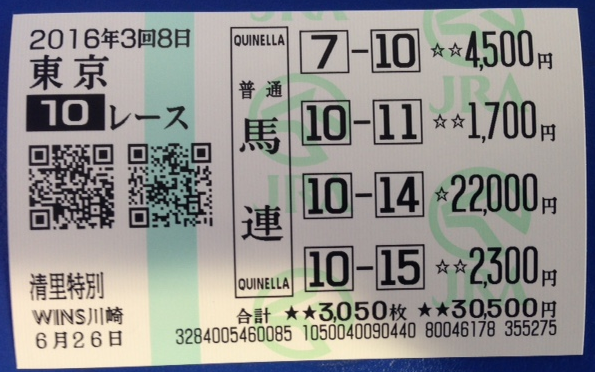 2016年3回8日
東京
10レース
清里特別
WINS川崎
6月26日
QUINELLA
普通
馬連
QUINELLA
7-10 ☆☆4,500円
10-11 ☆☆1,700円
10-14 ☆22,000円
10-15 ☆☆2,300円
合計 ★★3,050枚 ★★30,500円
3284005460085 1050040090440 80046178 355275
JRA
JRA
JRA
JRA